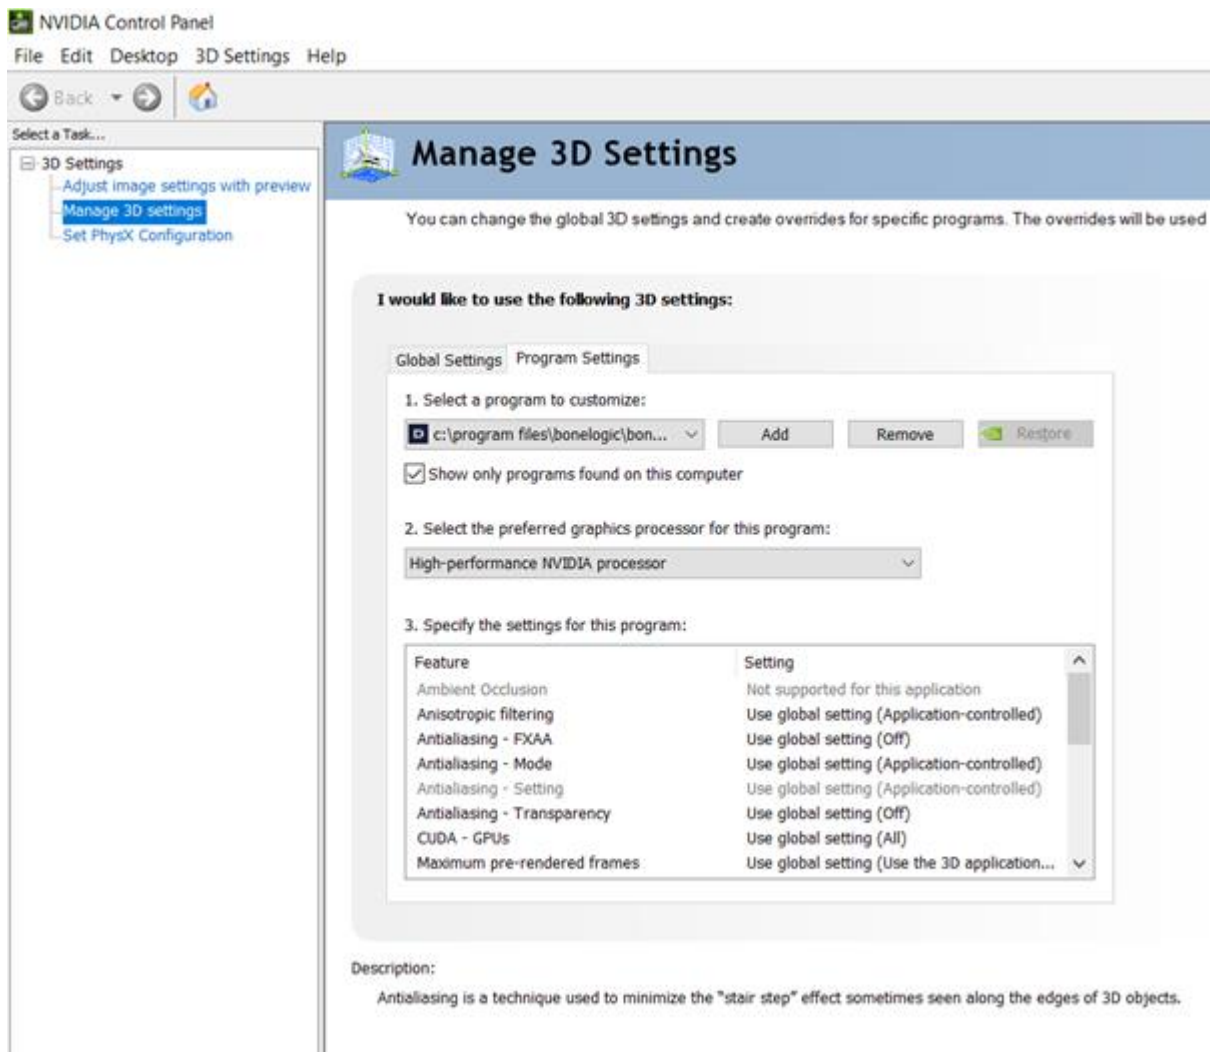 NVIDIA Control Panel
File Edit Desktop 3D Settings Help
Back
Select a Task...
3D Settings
Adjust image settings with preview
Manage 3D settings
Set PhysX Configuration
Manage 3D Settings
You can change the global 3D settings and create overrides for specific programs. The overrides will be used
I would like to use the following 3D settings:
Global Settings Program Settings
1. Select a program to customize:
c:\program files\bonelogic\bon... Add Remove Restore
Show only programs found on this computer
2. Select the preferred graphics processor for this program:
High-performance NVIDIA processor
3. Specify the settings for this program:
Feature Setting
Ambient Occlusion Not supported for this application
Anisotropic filtering Use global setting (Application-controlled)
Antialiasing - FXAA Use global setting (Off)
Antialiasing - Mode Use global setting (Application-controlled)
Antialiasing - Setting Use global setting (Application-controlled)
Antialiasing - Transparency Use global setting (Off)
CUDA - GPUs Use global setting (All)
Maximum pre-rendered frames Use global setting (Use the 3D application...
Description:
Antialiasing is a technique used to minimize the "stair step" effect sometimes seen along the edges of 3D objects.